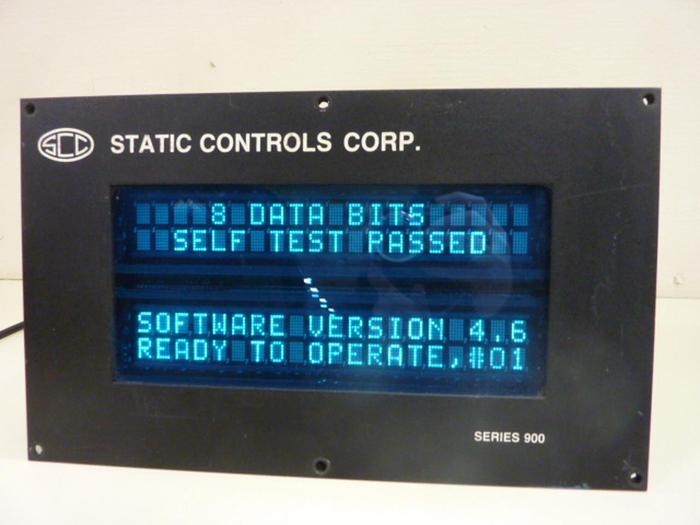 SCC STATIC CONTROLS CORP.
8 DATA BITS
SELF TEST PASSED
SOFTWARE VERSION 4.6
READY TO OPERATE,#01
SERIES 900